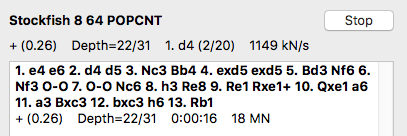 Stockfish 8 64 POPCNT
Stop
+ (0.26) Depth=22/31 1. d4 (2/20) 1149 kN/s
1. e4 e6 2. d4 d5 3. Nc3 Bb4 4. exd5 exd5 5. Bd3 Nf6 6.
Nf3 O-O 7. O-O Nc6 8. h3 Re8 9. Re1 Rxe1+ 10. Qxe1 a6
11. a3 Bxc3 12. bxc3 h6 13. Rb1
+ (0.26) Depth=22/31 0:00:16 18 MN